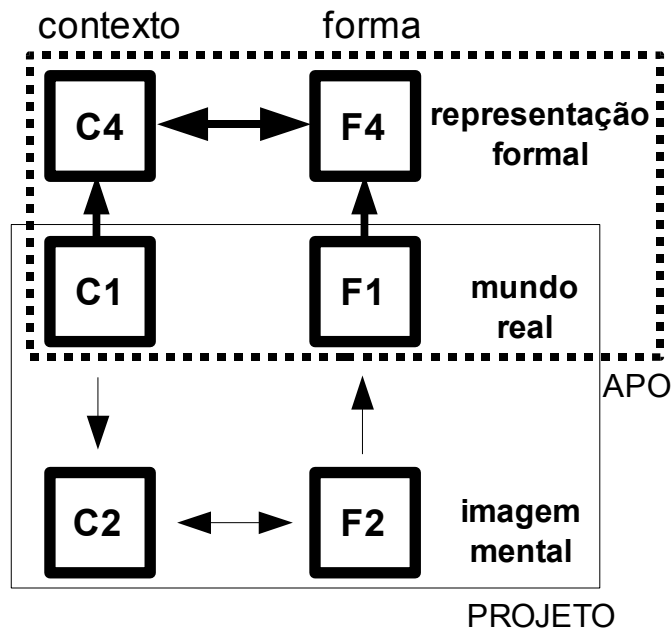 contexto forma
C4 F4 representação
formal
C1 F1 mundo
real
APO
C2 F2 imagem
mental
PROJETO